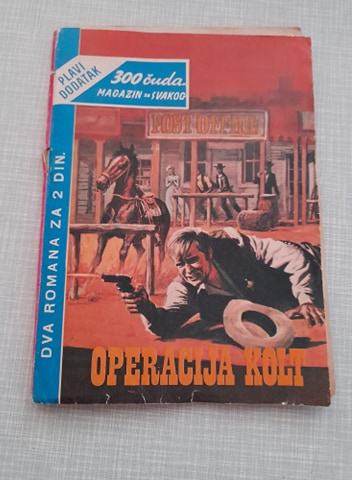 PLAVI
DODATAK
300 čuda
MAGAZIN za SVAKOG
POST OFFICE
DVA ROMANA ZA 2 DIN.
OPERACIJA KOLT